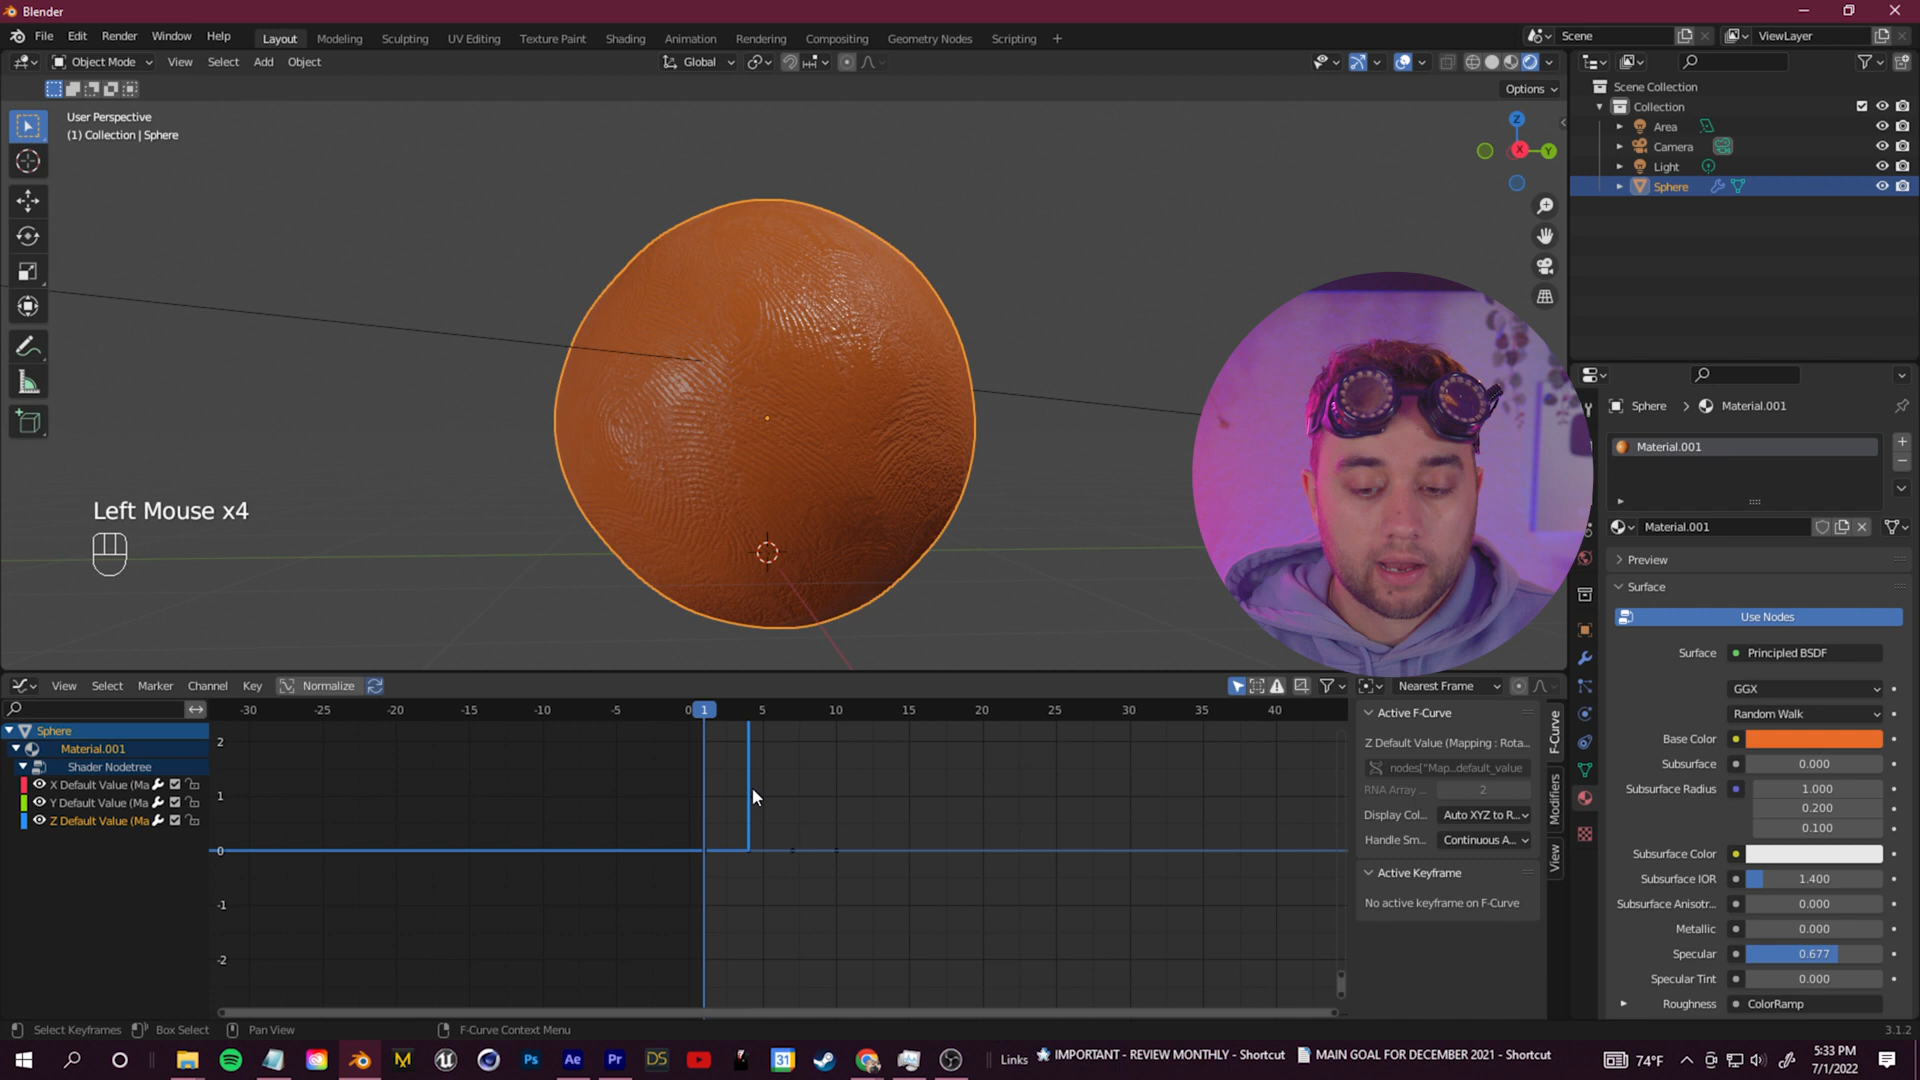 Blender
File Edit Render Window Help
Layout Modeling Sculpting UV Editing Texture Paint Shading Animation Rendering Compositing Geometry Nodes Scripting +
Scene
ViewLayer
Object Mode View Select Add Object
Global
Options
User Perspective
(1) Collection | Sphere
Z
X
Y
Scene Collection
Collection
Area
Camera
Light
Sphere
Left Mouse x4
Sphere > Material.001
Material.001
Material.001
Preview
Surface
Use Nodes
Surface Principled BSDF
GGX
Random Walk
Base Color
Subsurface 0.000
Subsurface Radius 1.000
0.200
0.100
Subsurface Color
Subsurface IOR 1.400
Subsurface Anisotr... 0.000
Metallic 0.000
Specular 0.677
Specular Tint 0.000
Roughness ColorRamp
View Select Marker Channel Key Normalize
Nearest Frame
-30 -25 -20 -15 -10 -5 0 1 5 10 15 20 25 30 35 40
Sphere
Material.001
Shader Nodetree
X Default Value (Ma
Y Default Value (Ma
Z Default Value (Ma
2
1
0
-1
-2
Active F-Curve
Z Default Value (Mapping : Rota...
nodes["Map...default_value
RNA Array ... 2
Display Col... Auto XYZ to R...
Handle Sm... Continuous A...
Active Keyframe
No active keyframe on F-Curve
F-Curve
Modifiers
View
Select Keyframes Box Select Pan View F-Curve Context Menu
3.1.2
Ps
Ae
Pr
DS
31
Links
IMPORTANT - REVIEW MONTHLY - Shortcut
MAIN GOAL FOR DECEMBER 2021 - Shortcut
74°F
5:33 PM
7/1/2022